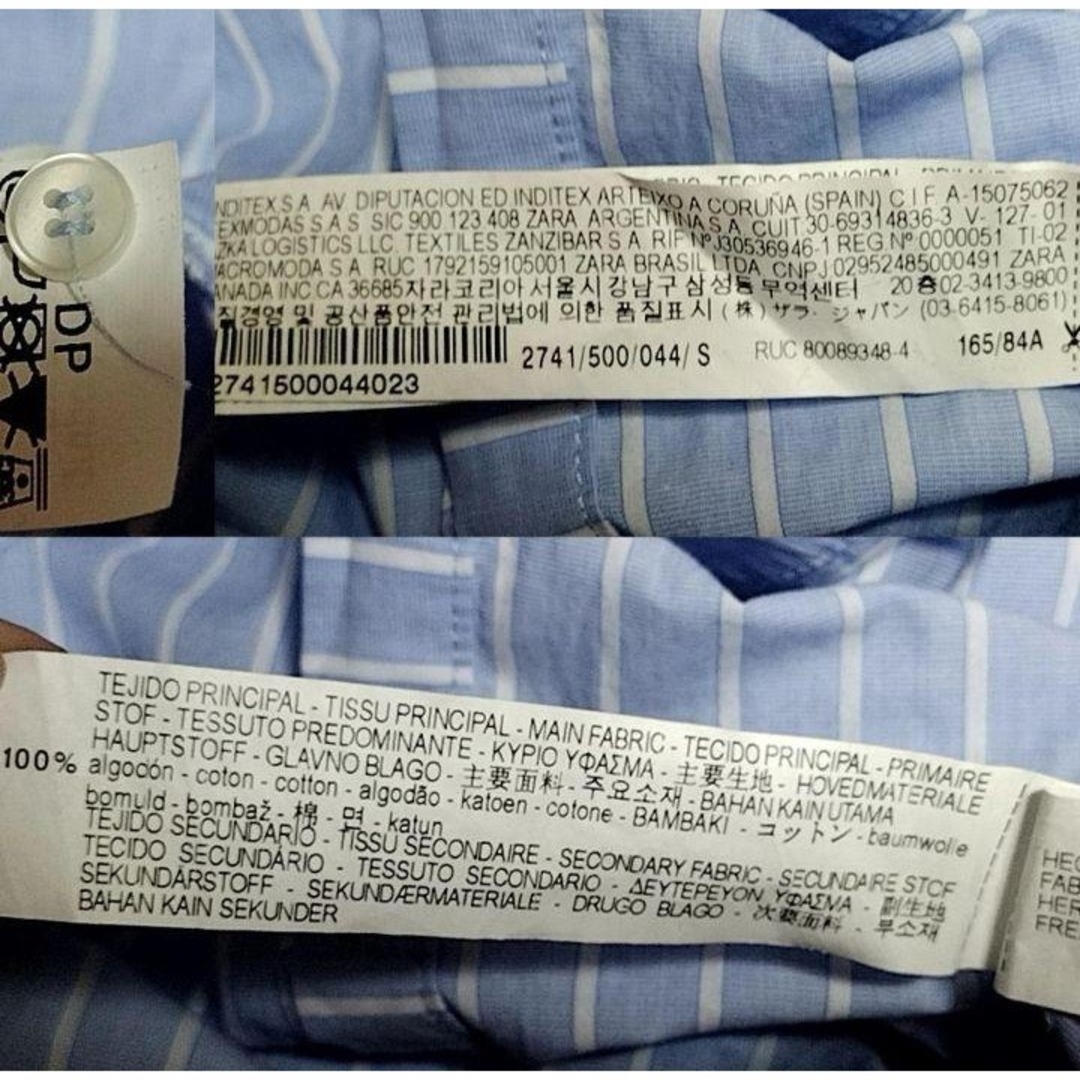 DP
TECIDO PRINCIPAL
INDITEX S A AV DIPUTACION ED INDITEX ARTEIXO A CORUÑA (SPAIN) C I F A-15075062
EXMODAS S A S SIC 900 123 408 ZARA ARGENTINA S A CUIT 30-69314836-3 V- 127- 01
ZKA LOGISTICS LLC TEXTILES ZANZIBAR S A RIF Nº J30536946-1 REG Nº 0000051 TI-02
ACROMODA S A RUC 1792159105001 ZARA BRASIL LTDA CNPJ 02952485000491 ZARA
ANADA INC CA 36685 자라코리아 서울시 강남구 삼성동 무역센터 20층 02-3413-9800
질경영 및 공산품안전 관리법에 의한 품질표시 (株) ザラ・ジャパン (03-6415-8061)
2741/500/044/ S RUC 80089348-4 165/84A
2741500044023
TEJIDO PRINCIPAL - TISSU PRINCIPAL - MAIN FABRIC - TECIDO PRINCIPAL - PRIMAIRE
STOF - TESSUTO PREDOMINANTE - ΚΥΡΙΟ ΥΦΑΣΜΑ - 主要生地 - HOVEDMATERIALE
HAUPTSTOFF - GLAVNO BLAGO - 主要面料 - 주요소재 - BAHAN KAIN UTAMA
100% algodón - coton - cotton - algodão - katoen - cotone - BAMBAKI - コットン - baumwolle
bomuld - bombaž - 棉 - 면 - katun
TEJIDO SECUNDARIO - TISSU SECONDAIRE - SECONDARY FABRIC - SECUNDAIRE STOF
TECIDO SECUNDÁRIO - TESSUTO SECONDARIO - ΔΕΥΤΕΡΕΥΟΝ ΥΦΑΣΜΑ - 副生地
SEKUNDÄRSTOFF - SEKUNDÆRMATERIALE - DRUGO BLAGO - 次要面料 - 부소재
BAHAN KAIN SEKUNDER
HEC
FAB
HER
FRE